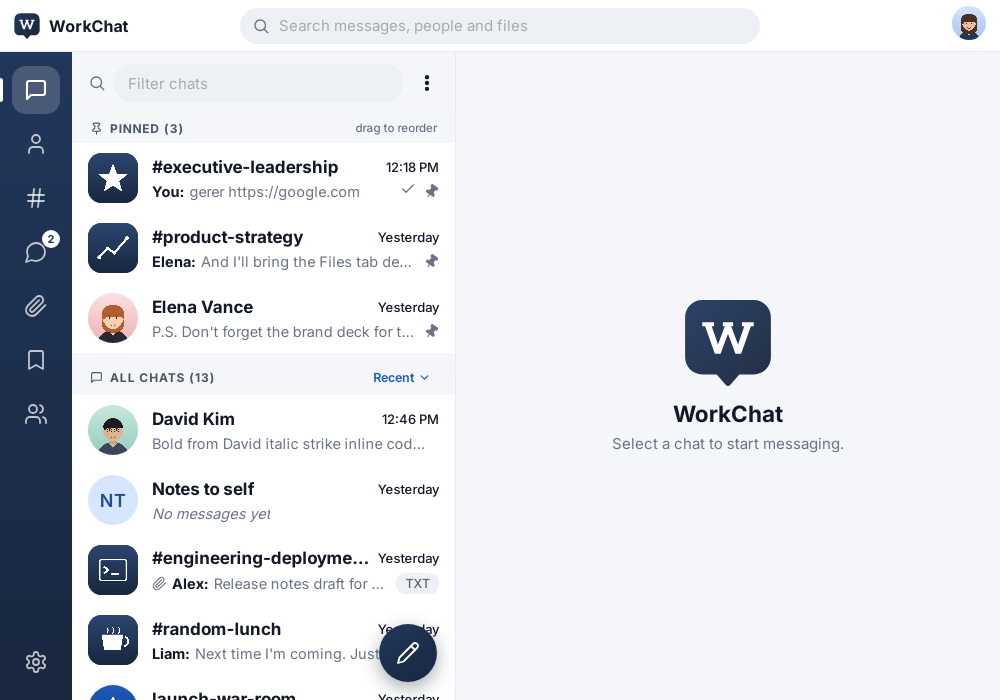 W WorkChat
Search messages, people and files
2
Filter chats
PINNED (3)
drag to reorder
#executive-leadership 12:18 PM
You: gerer https://google.com
#product-strategy Yesterday
Elena: And I'll bring the Files tab de...
Elena Vance Yesterday
P.S. Don't forget the brand deck for t...
ALL CHATS (13)
Recent
David Kim 12:46 PM
Bold from David italic strike inline cod...
NT Notes to self Yesterday
No messages yet
#engineering-deployme... Yesterday
Alex: Release notes draft for ... TXT
#random-lunch
Liam: Next time I'm coming. Just
launch-war-room Yesterday
W
WorkChat
Select a chat to start messaging.